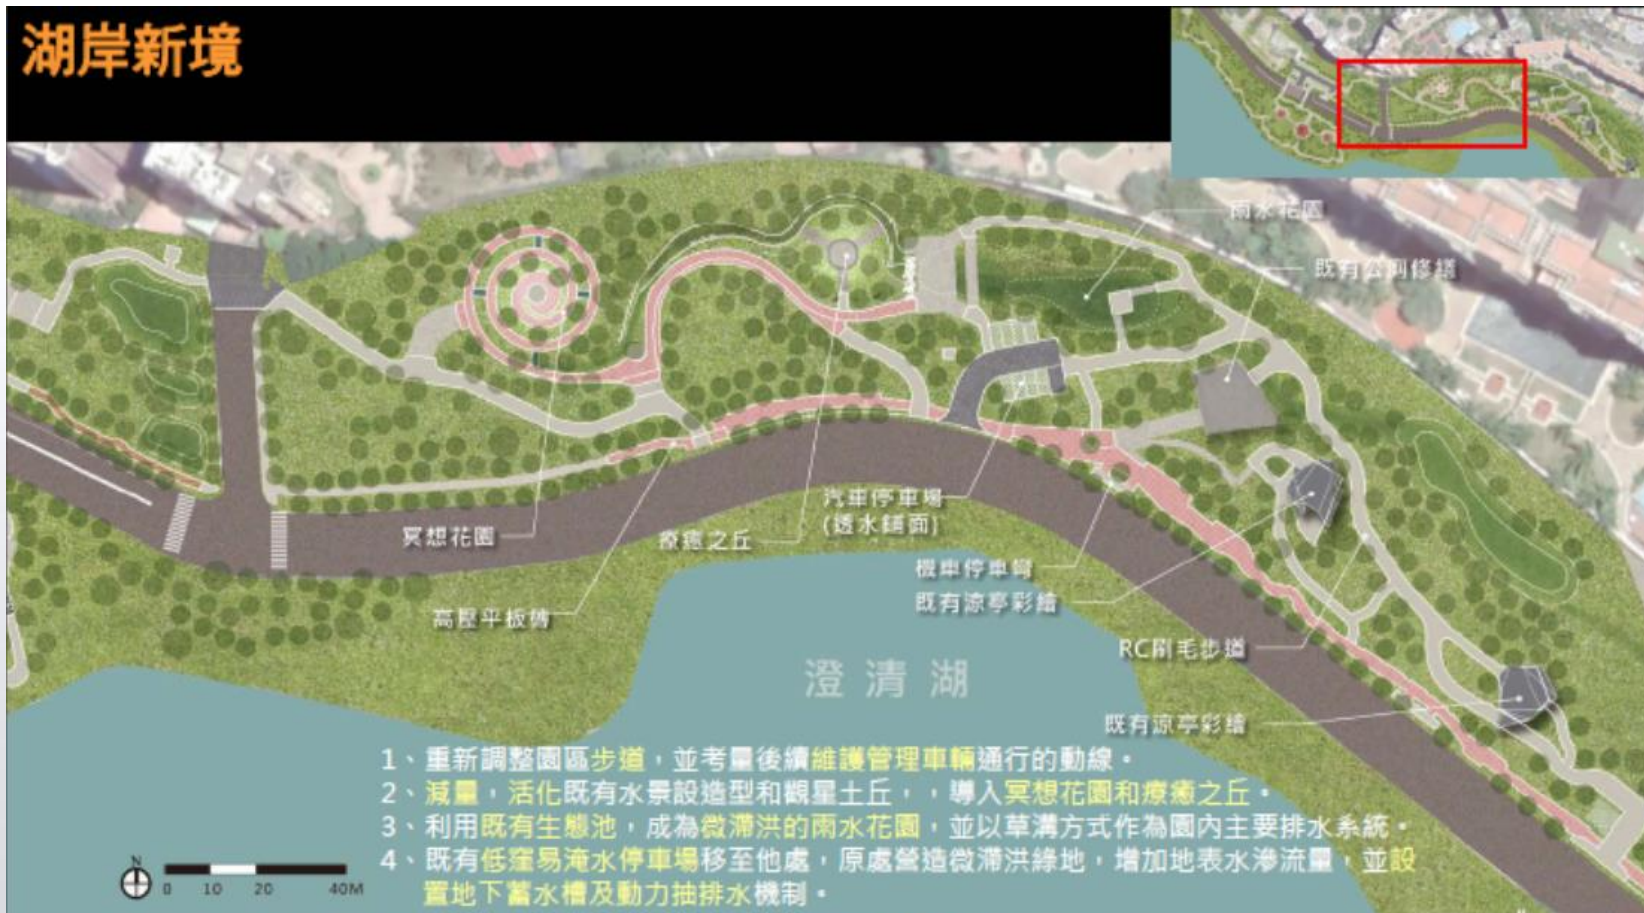 湖岸新境
雨水花園
既有公廁修繕
冥想花園
療癒之丘
汽車停車場
(透水鋪面)
機車停車彎
既有涼亭彩繪
高壓平板磚
RC刷毛步道
澄清湖
既有涼亭彩繪
1、重新調整園區步道，並考量後續維護管理車輛通行的動線。
2、減量，活化既有水景設造型和觀星土丘，，導入冥想花園和療癒之丘。
3、利用既有生態池，成為微滯洪的雨水花園，並以草溝方式作為園內主要排水系統。
4、既有低窪易淹水停車場移至他處，原處營造微滯洪綠地，增加地表水滲流量，並設
置地下蓄水槽及動力抽排水機制。
N
0 10 20 40M